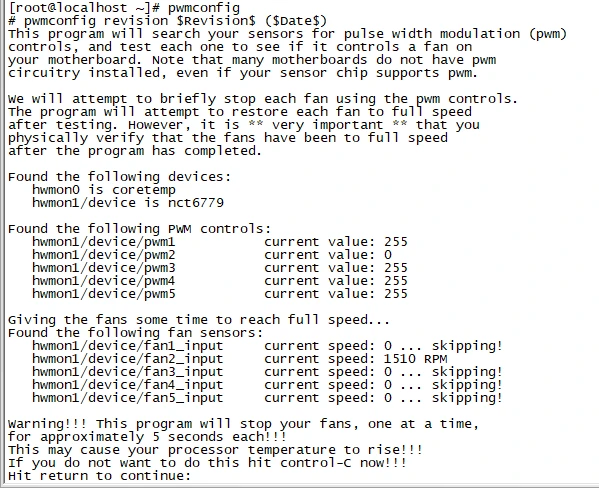 [root@localhost ~]# pwmconfig
# pwmconfig revision $Revision$ ($Date$)
This program will search your sensors for pulse width modulation (pwm)
controls, and test each one to see if it controls a fan on
your motherboard. Note that many motherboards do not have pwm
circuitry installed, even if your sensor chip supports pwm.

We will attempt to briefly stop each fan using the pwm controls.
The program will attempt to restore each fan to full speed
after testing. However, it is ** very important ** that you
physically verify that the fans have been to full speed
after the program has completed.

Found the following devices:
   hwmon0 is coretemp
   hwmon1/device is nct6779

Found the following PWM controls:
   hwmon1/device/pwm1           current value: 255
   hwmon1/device/pwm2           current value: 0
   hwmon1/device/pwm3           current value: 255
   hwmon1/device/pwm4           current value: 255
   hwmon1/device/pwm5           current value: 255

Giving the fans some time to reach full speed...
Found the following fan sensors:
   hwmon1/device/fan1_input     current speed: 0 ... skipping!
   hwmon1/device/fan2_input     current speed: 1510 RPM
   hwmon1/device/fan3_input     current speed: 0 ... skipping!
   hwmon1/device/fan4_input     current speed: 0 ... skipping!
   hwmon1/device/fan5_input     current speed: 0 ... skipping!

Warning!!! This program will stop your fans, one at a time,
for approximately 5 seconds each!!!
This may cause your processor temperature to rise!!!
If you do not want to do this hit control-C now!!!
Hit return to continue: